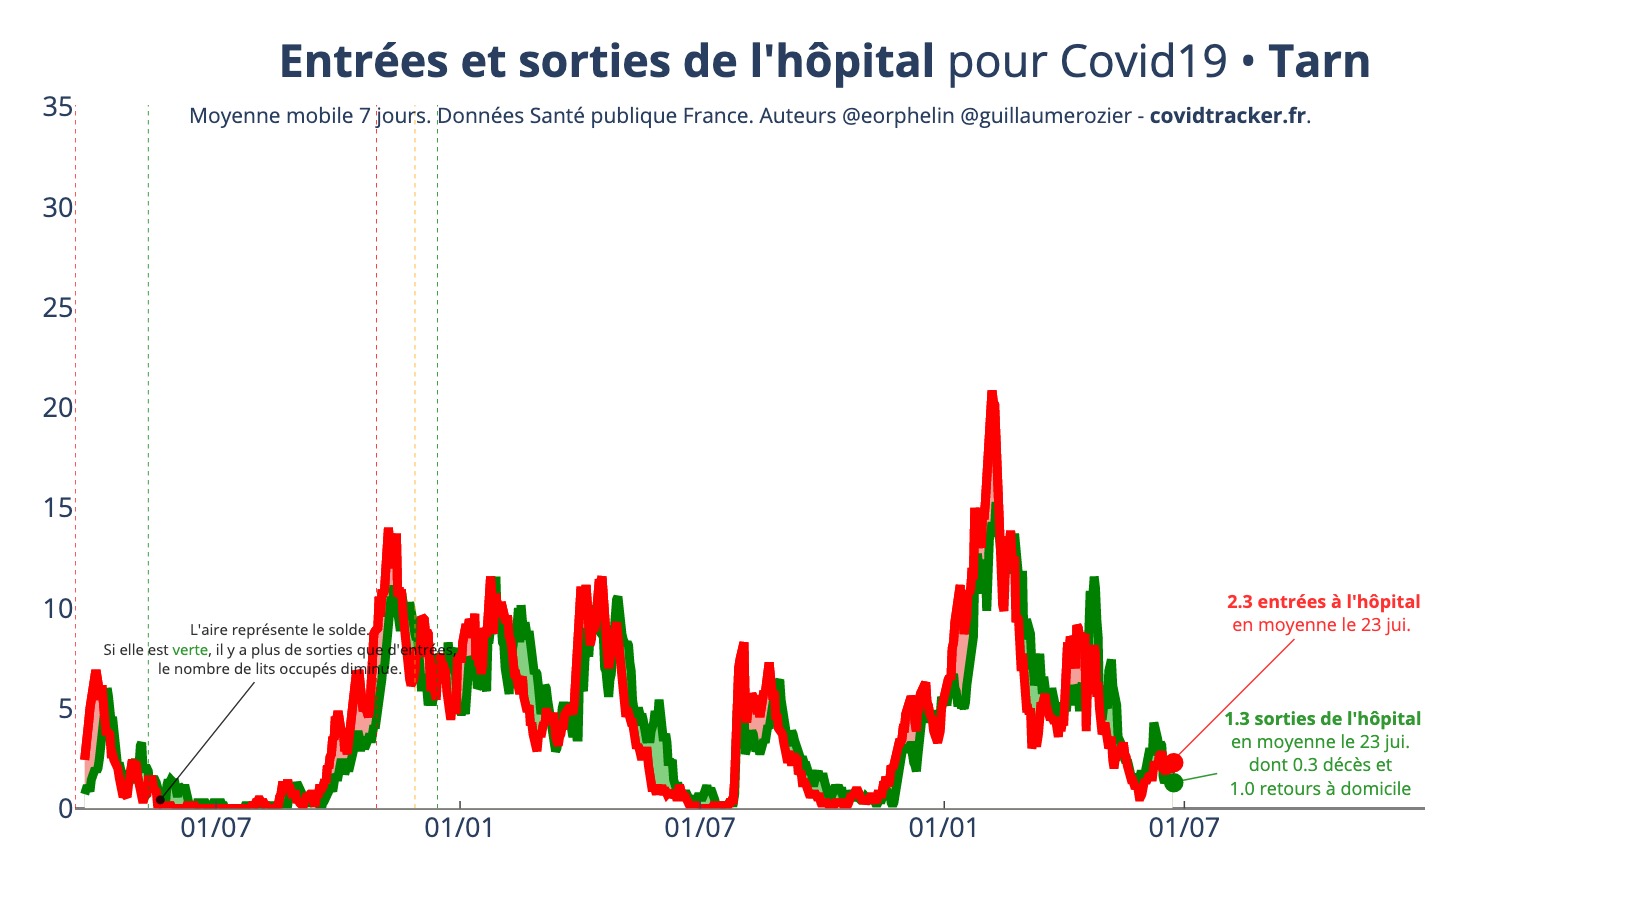 Entrées et sorties de l'hôpital pour Covid19 • Tarn
Moyenne mobile 7 jours. Données Santé publique France. Auteurs @eorphelin @guillaumerozier - covidtracker.fr.
35
30
25
20
15
10
5
0
L'aire représente le solde.
Si elle est verte, il y a plus de sorties que d'entrées,
le nombre de lits occupés diminue.
2.3 entrées à l'hôpital
en moyenne le 23 jui.
1.3 sorties de l'hôpital
en moyenne le 23 jui.
dont 0.3 décès et
1.0 retours à domicile
01/07
01/01
01/07
01/01
01/07